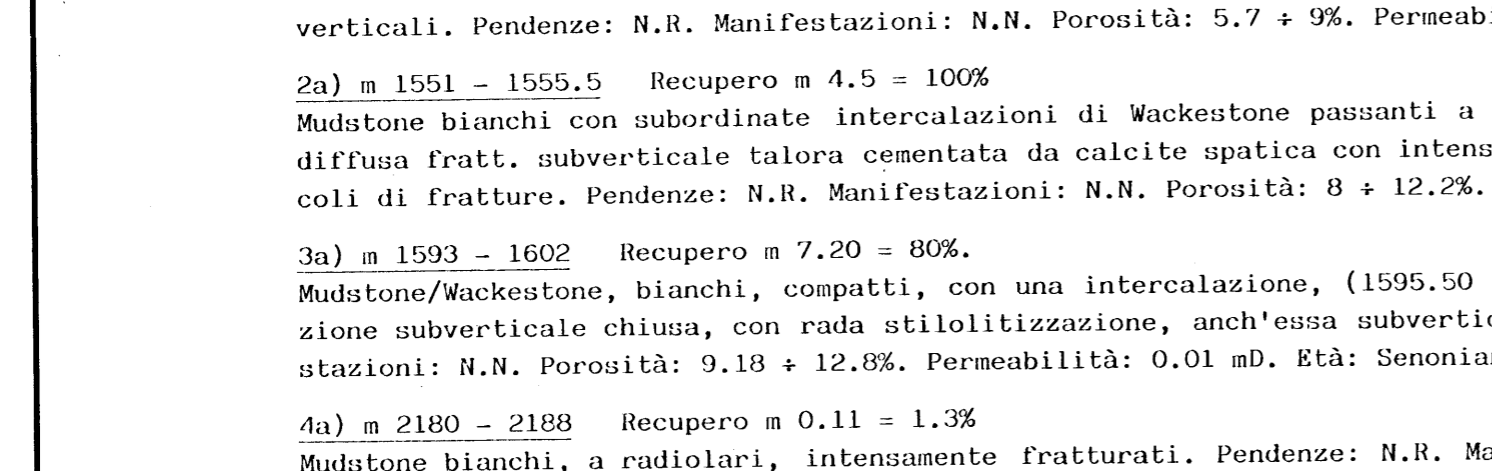 verticali. Pendenze: N.R. Manifestazioni: N.N. Porosità: 5.7 ÷ 9%. Permeab
2a) m 1551 - 1555.5 Recupero m 4.5 = 100%
Mudstone bianchi con subordinate intercalazioni di Wackestone passanti a
diffusa fratt. subverticale talora cementata da calcite spatica con intens
coli di fratture. Pendenze: N.R. Manifestazioni: N.N. Porosità: 8 ÷ 12.2%.
3a) m 1593 - 1602 Recupero m 7.20 = 80%.
Mudstone/Wackestone, bianchi, compatti, con una intercalazione, (1595.50
zione subverticale chiusa, con rada stilolitizzazione, anch'essa subvertic
stazioni: N.N. Porosità: 9.18 ÷ 12.8%. Permeabilità: 0.01 mD. Età: Senonia
4a) m 2180 - 2188 Recupero m 0.11 = 1.3%
Mudstone bianchi, a radiolari, intensamente fratturati. Pendenze: N.R. Ma